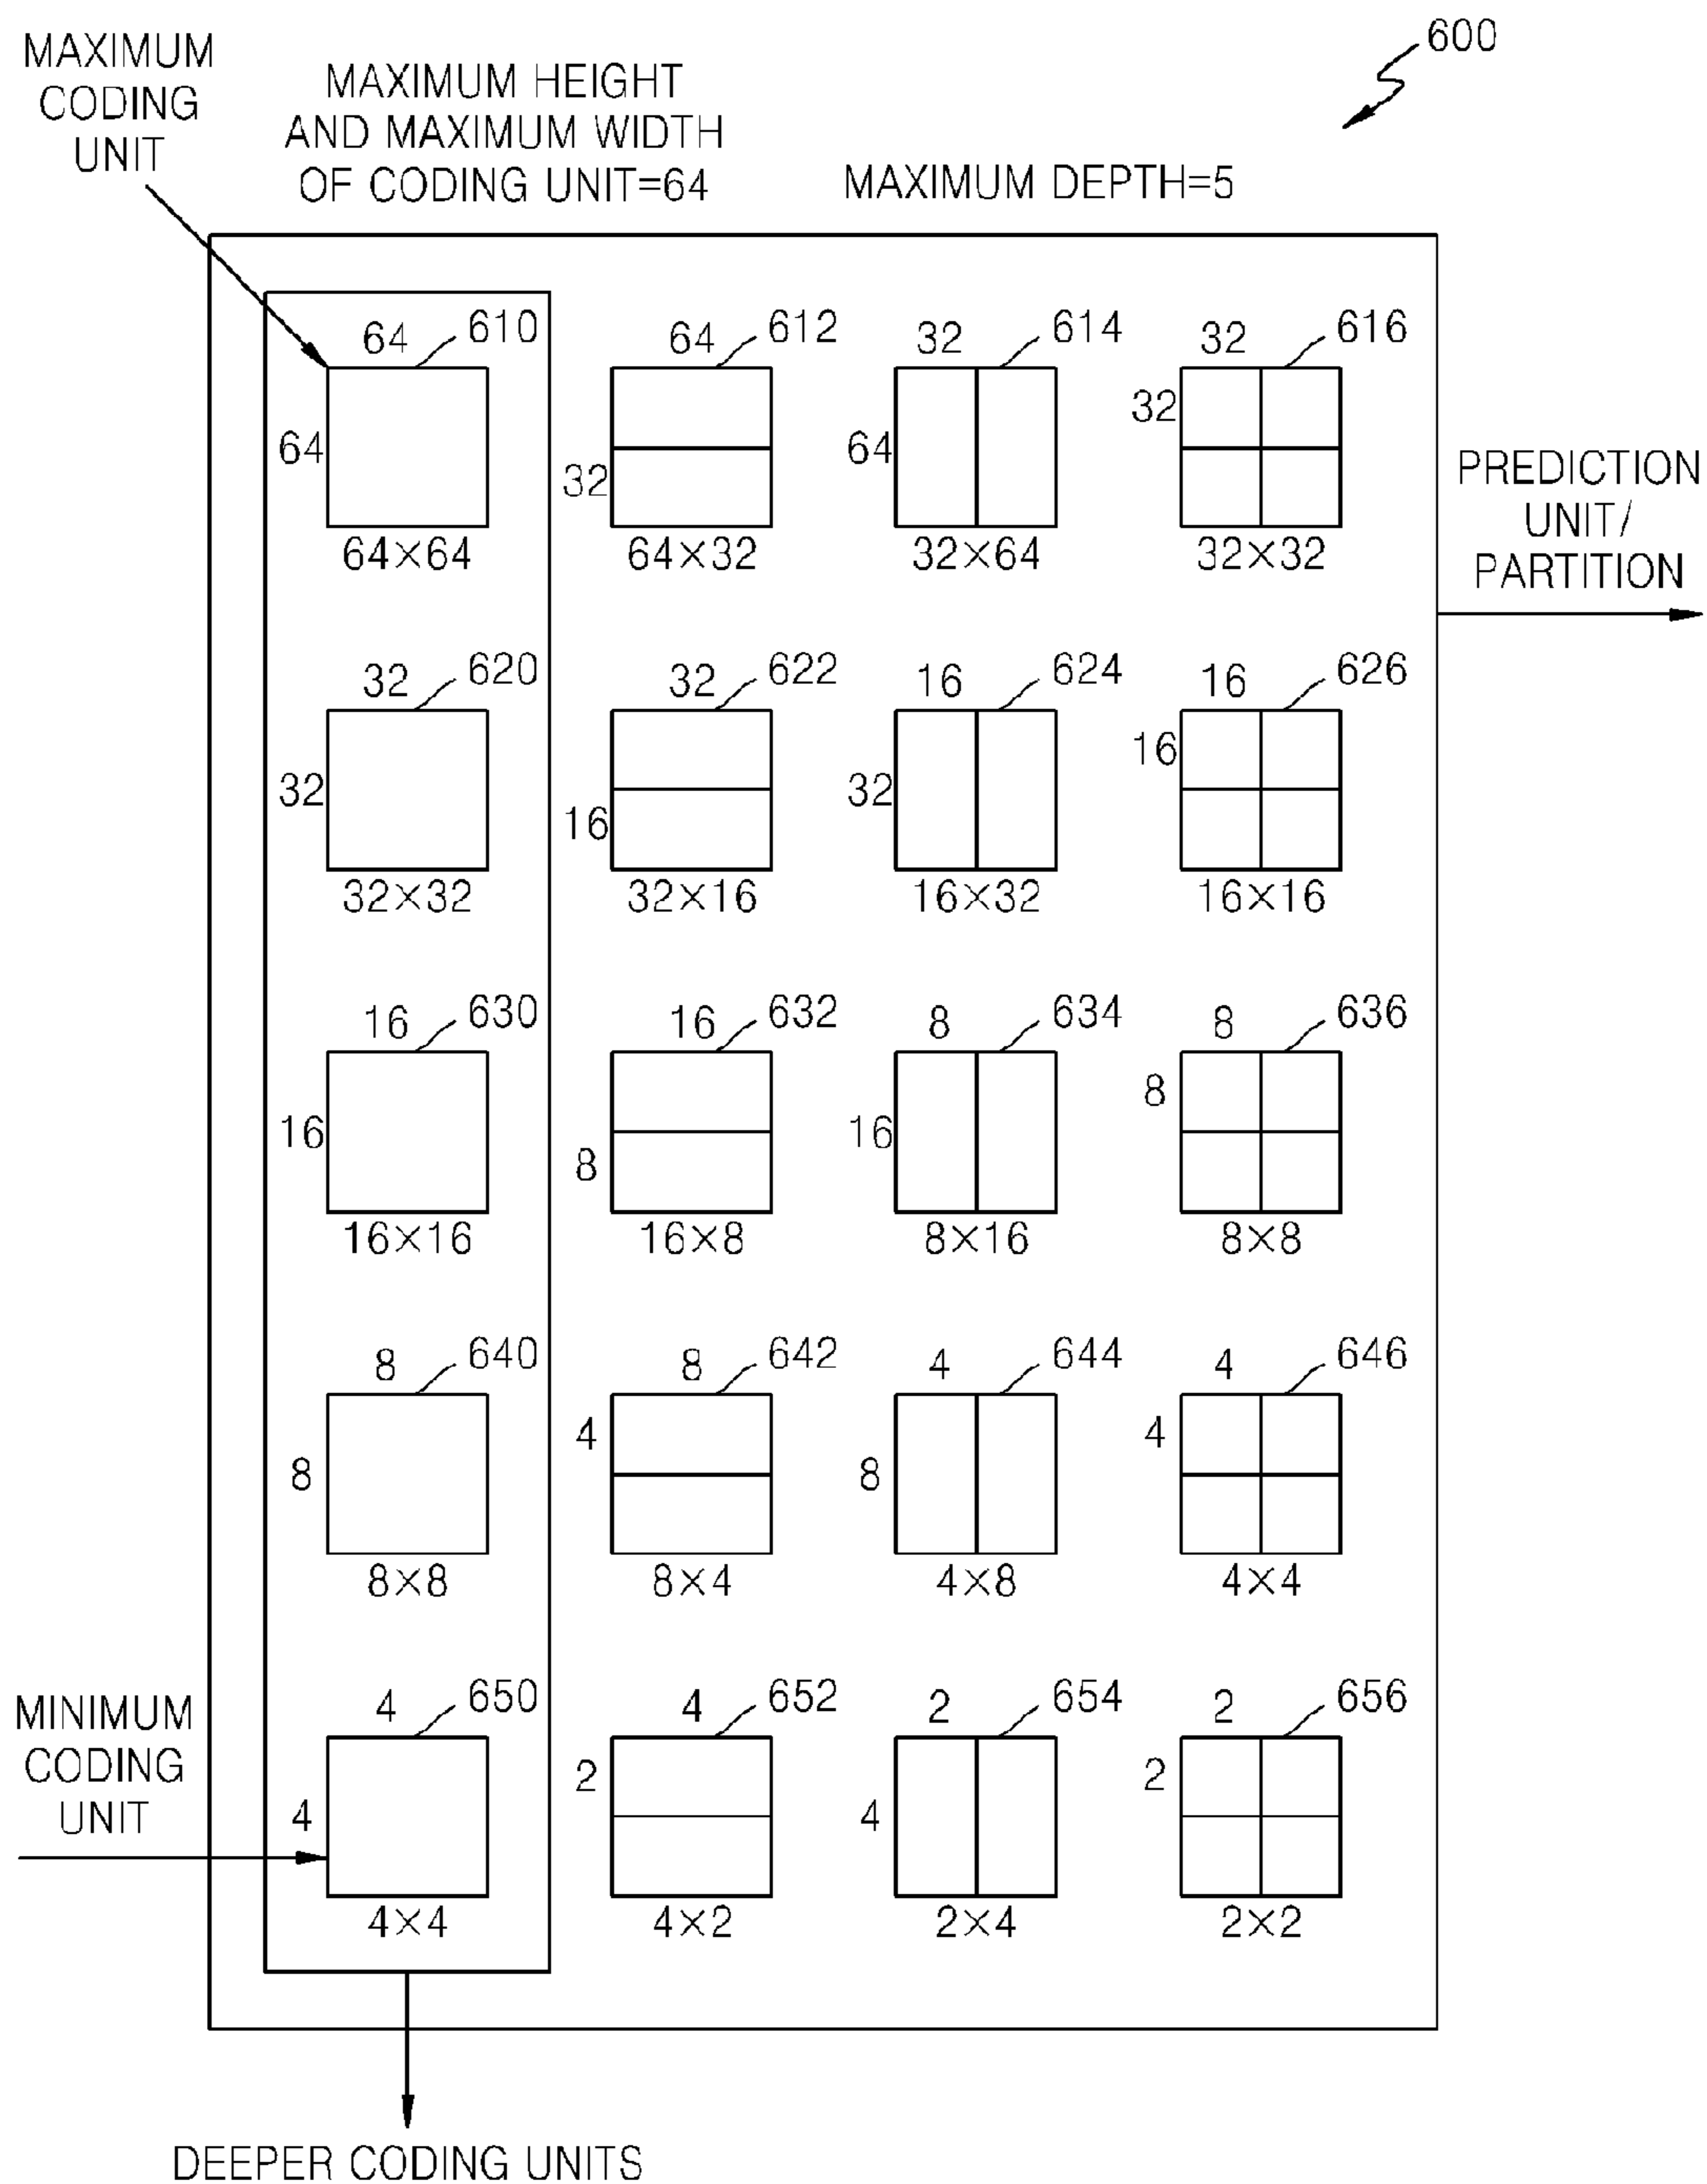 600
MAXIMUM
CODING
UNIT
MAXIMUM HEIGHT
AND MAXIMUM WIDTH
OF CODING UNIT=64
MAXIMUM DEPTH=5
64 610 64 612 32 614 32 616
64 32 64 32
64×64 64×32 32×64 32×32
PREDICTION
UNIT/
PARTITION
32 620 32 622 16 624 16 626
32 16 32 16
32×32 32×16 16×32 16×16
16 630 16 632 8 634 8 636
16 8 16 8
16×16 16×8 8×16 8×8
8 640 8 642 4 644 4 646
8 4 8 4
8×8 8×4 4×8 4×4
MINIMUM
CODING
UNIT
4 650 4 652 2 654 2 656
4 2 4 2
4×4 4×2 2×4 2×2
DEEPER CODING UNITS